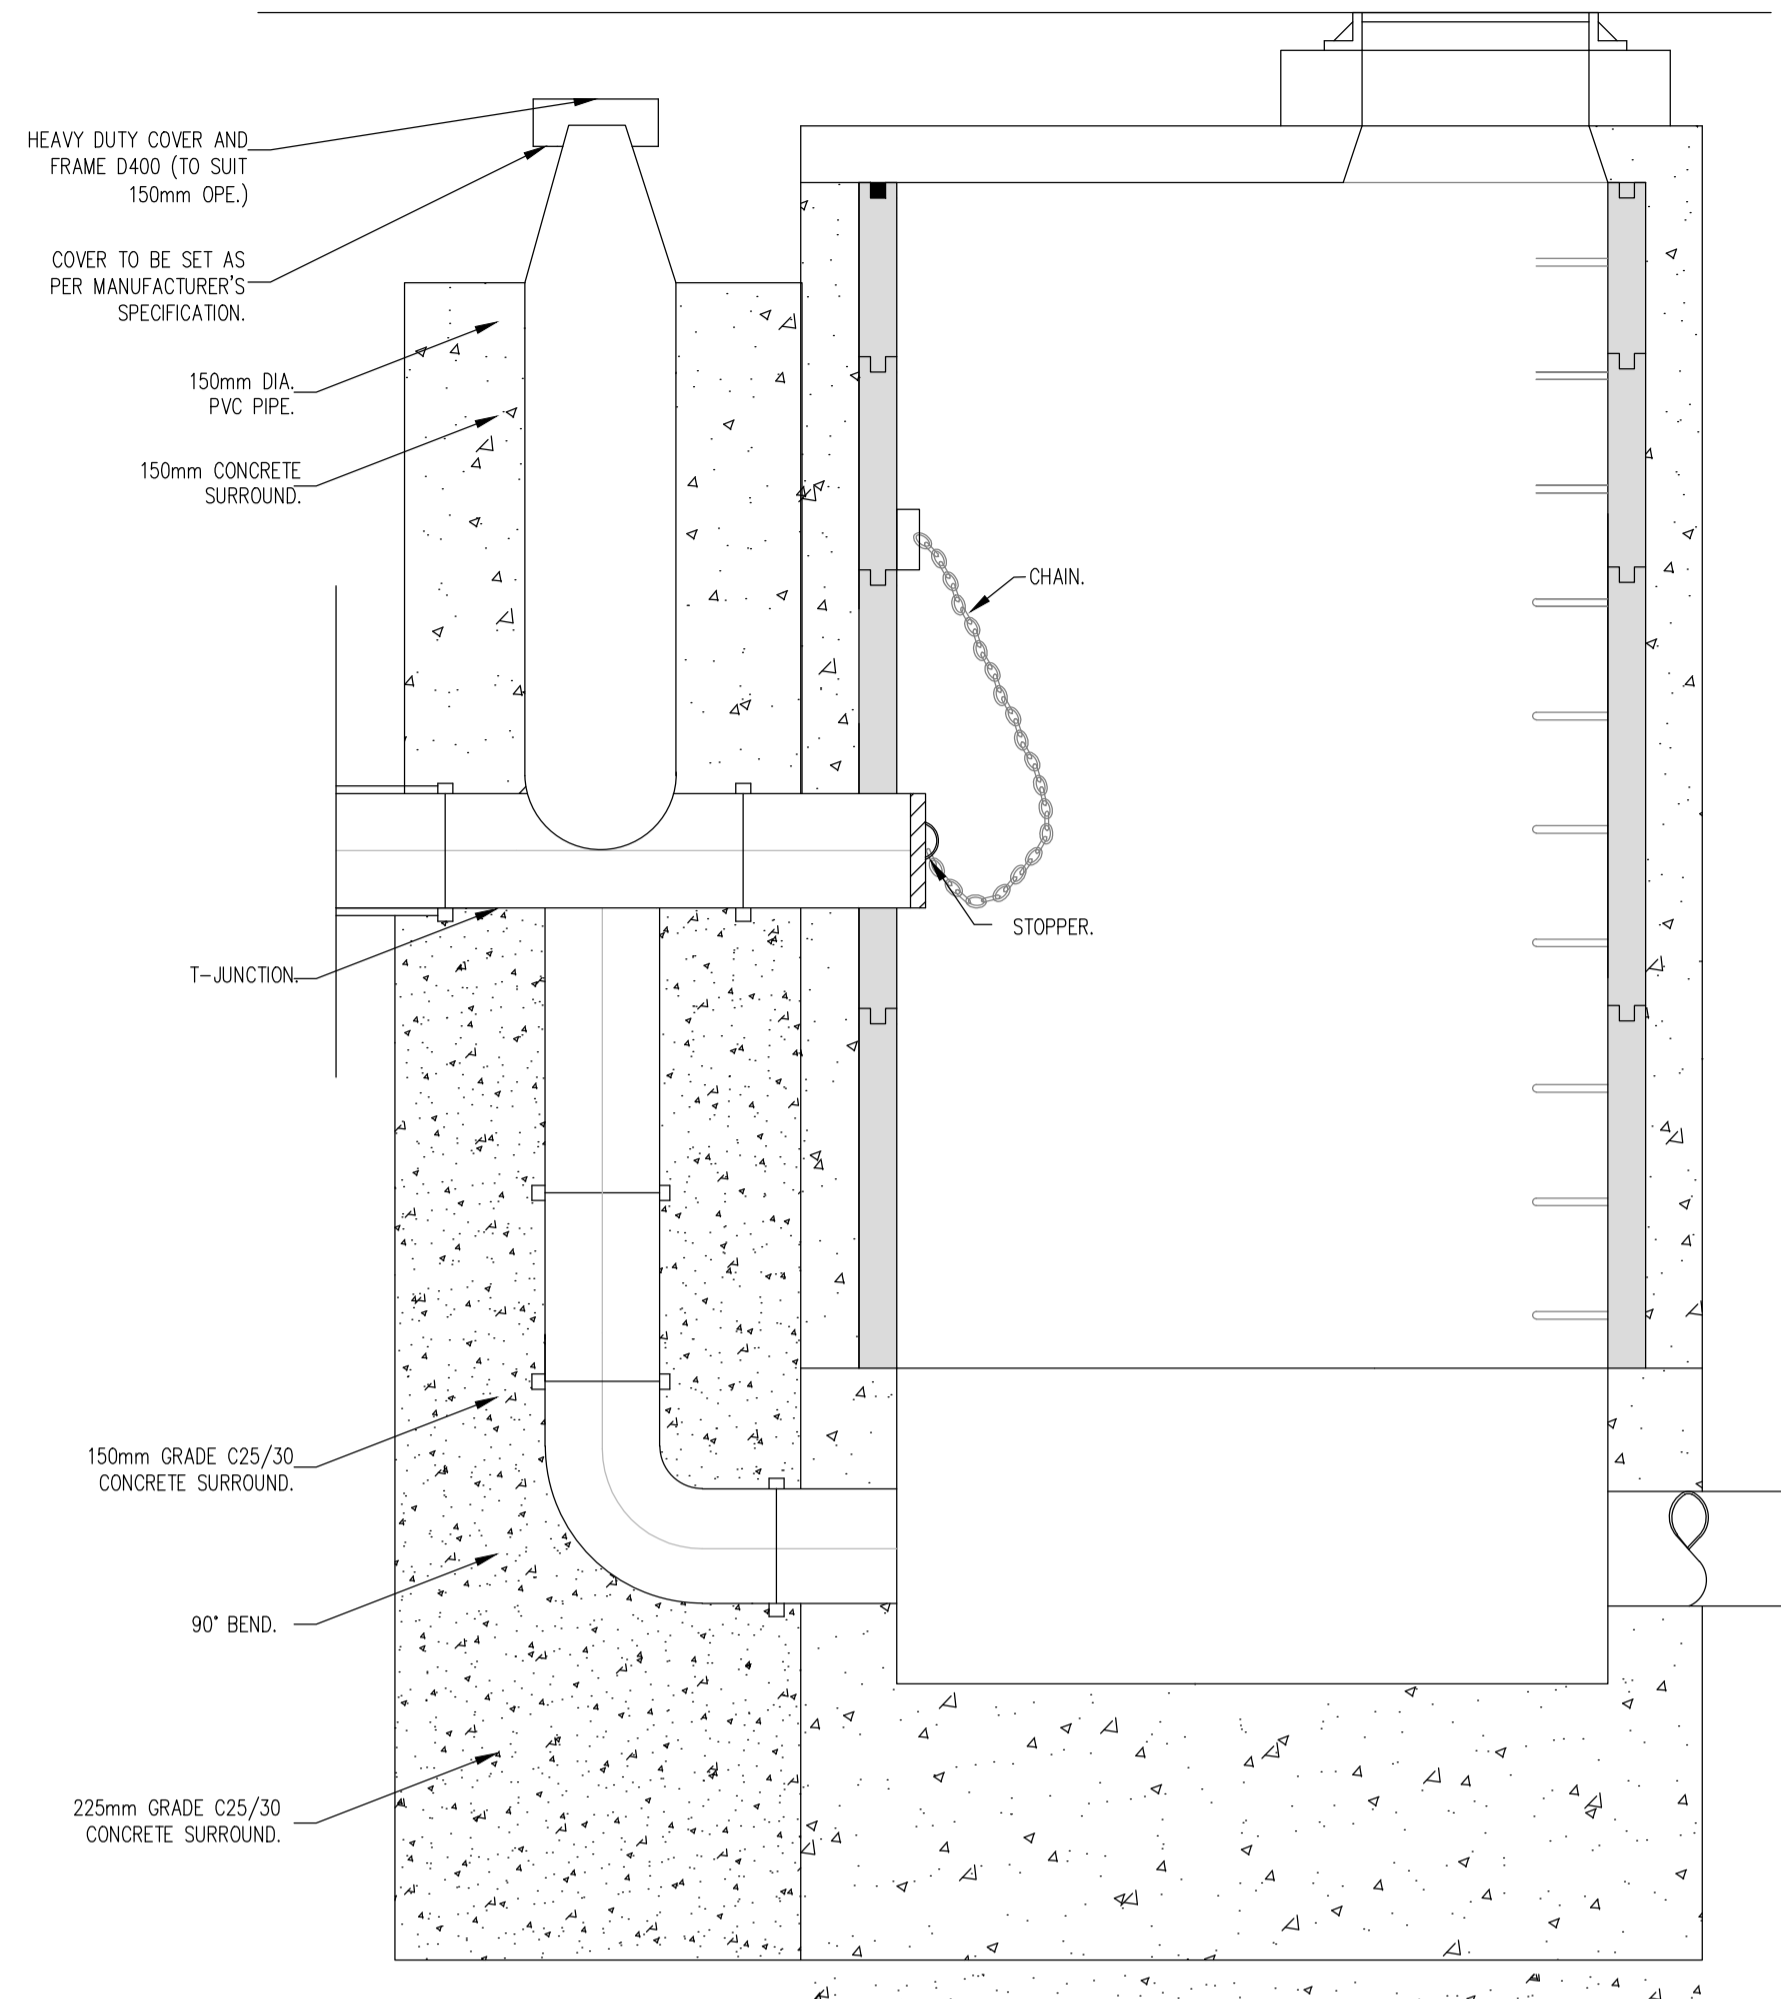 HEAVY DUTY COVER AND
FRAME D400 (TO SUIT
150mm OPE.)
COVER TO BE SET AS
PER MANUFACTURER'S
SPECIFICATION.
150mm DIA.
PVC PIPE.
150mm CONCRETE
SURROUND.
CHAIN.
STOPPER.
T-JUNCTION.
150mm GRADE C25/30
CONCRETE SURROUND.
90° BEND.
225mm GRADE C25/30
CONCRETE SURROUND.